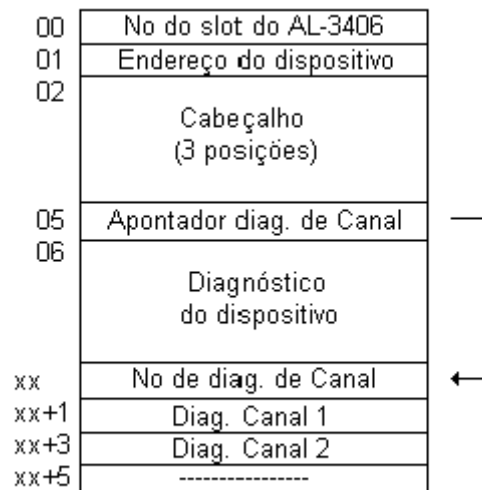 00 No do slot do AL-3406
01 Endereço do dispositivo
02
Cabeçalho
(3 posições)
05 Apontador diag. de Canal
06
Diagnóstico
do dispositivo
xx No de diag. de Canal
xx+1 Diag. Canal 1
xx+3 Diag. Canal 2
xx+5 ----------------